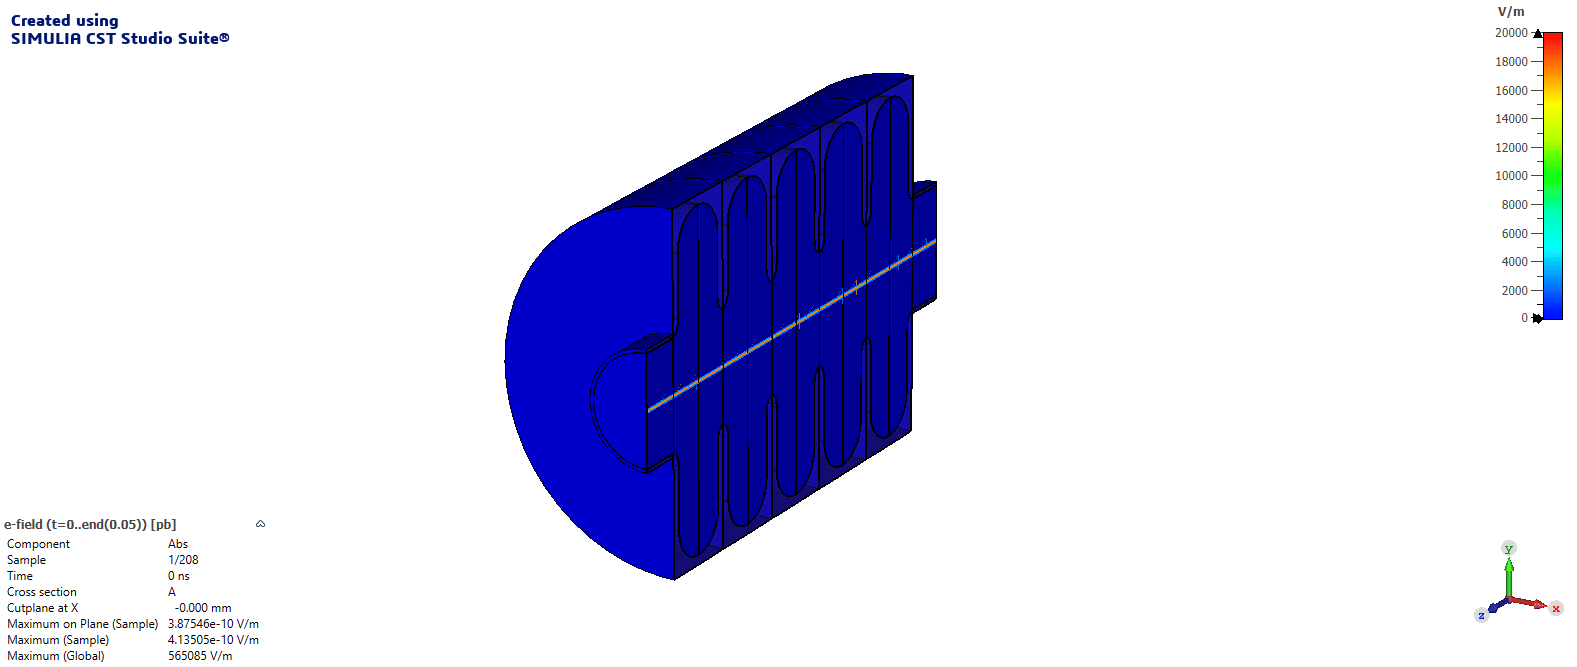 Created using
SIMULIA CST Studio Suite®
V/m
20000
18000
16000
14000
12000
10000
8000
6000
4000
2000
0
e-field (t=0..end(0.05)) [pb]
Component Abs
Sample 1/208
Time 0 ns
Cross section A
Cutplane at X -0.000 mm
Maximum on Plane (Sample) 3.87546e-10 V/m
Maximum (Sample) 4.13505e-10 V/m
Maximum (Global) 565085 V/m
y
x
z